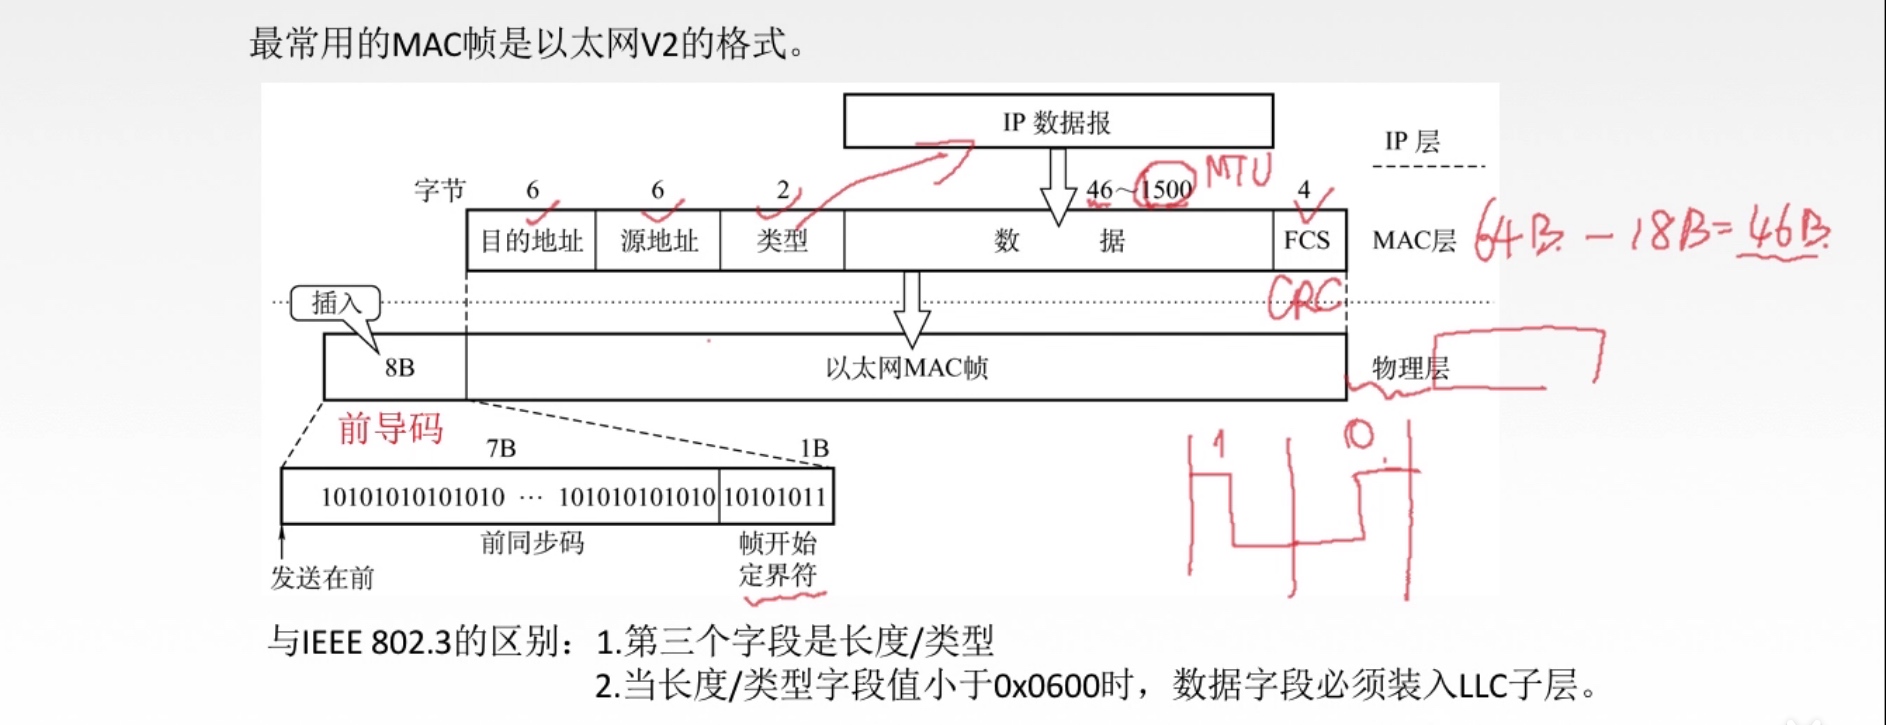 最常用的MAC帧是以太网V2的格式。
IP 数据报
IP 层
字节 6 6 2 46~1500 4
MTU
目的地址 源地址 类型 数 据 FCS MAC层
64B - 18B = 46B
CRC
插入
8B 以太网MAC帧 物理层
前导码
7B 1B
1 0
10101010101010 … 101010101010 10101011
前同步码 帧开始
定界符
发送在前
与IEEE 802.3的区别：1.第三个字段是长度/类型
2.当长度/类型字段值小于0x0600时，数据字段必须装入LLC子层。